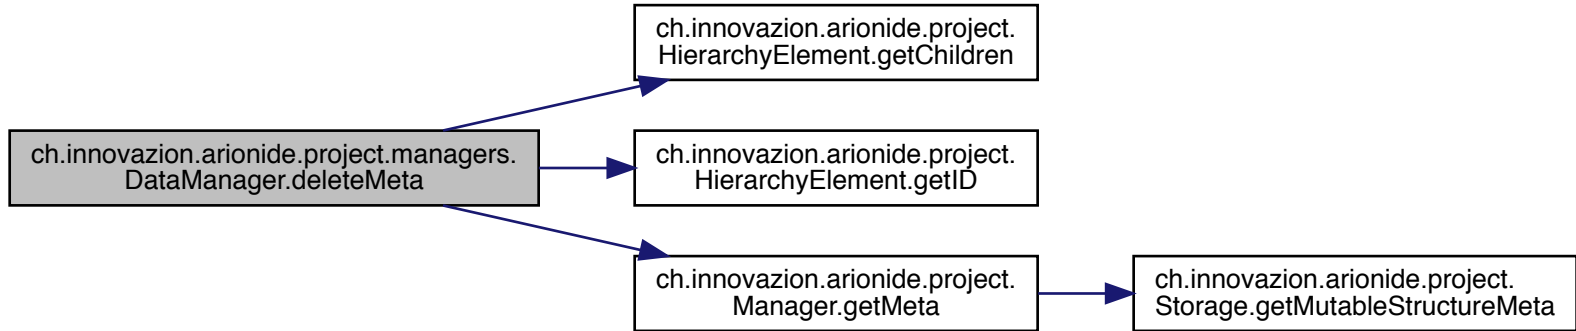 ch.innovazion.arionide.project.
HierarchyElement.getChildren
ch.innovazion.arionide.project.managers.
DataManager.deleteMeta
ch.innovazion.arionide.project.
HierarchyElement.getID
ch.innovazion.arionide.project.
Manager.getMeta
ch.innovazion.arionide.project.
Storage.getMutableStructureMeta